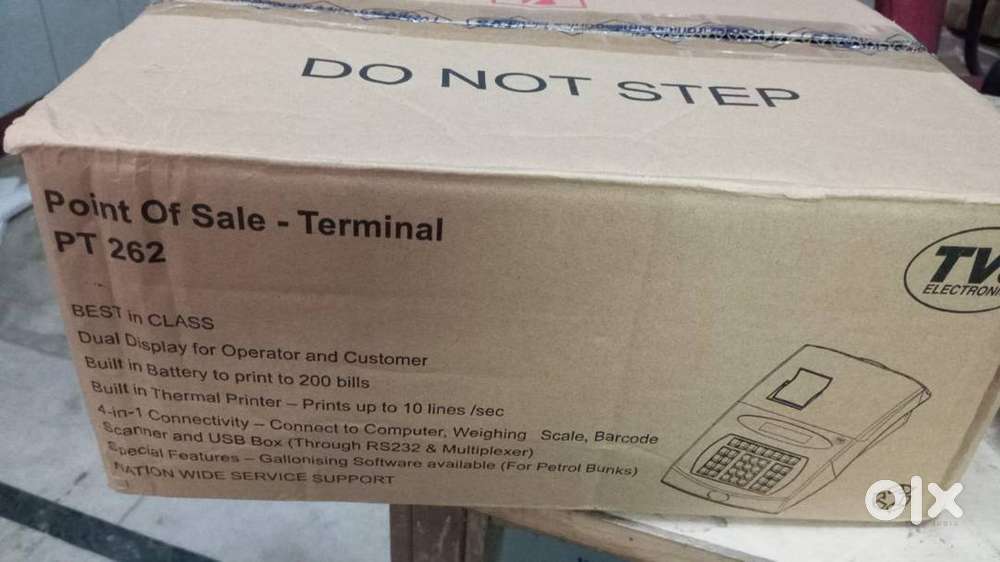 DO NOT STEP
Point Of Sale - Terminal
PT 262
TVS
ELECTRONI
BEST in CLASS
Dual Display for Operator and Customer
Built in Battery to print to 200 bills
Built in Thermal Printer – Prints up to 10 lines /sec
4-in-1 Connectivity – Connect to Computer, Weighing Scale, Barcode
Scanner and USB Box (Through RS232 & Multiplexer)
Special Features – Gallonising Software available (For Petrol Bunks)
NATION WIDE SERVICE SUPPORT
olx